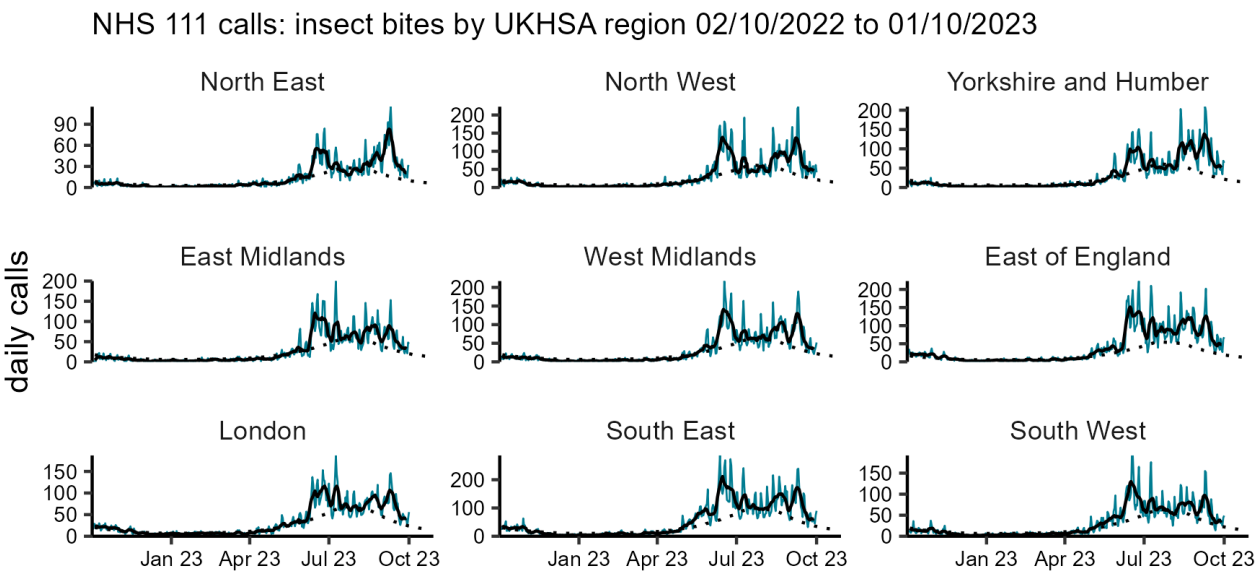 NHS 111 calls: insect bites by UKHSA region 02/10/2022 to 01/10/2023
daily calls
North East
90
60
30
0
North West
200
150
100
50
0
Yorkshire and Humber
200
150
100
50
0
East Midlands
200
150
100
50
0
West Midlands
200
150
100
50
0
East of England
200
150
100
50
0
London
150
100
50
0
Jan 23 Apr 23 Jul 23 Oct 23
South East
200
100
0
Jan 23 Apr 23 Jul 23 Oct 23
South West
150
100
50
0
Jan 23 Apr 23 Jul 23 Oct 23